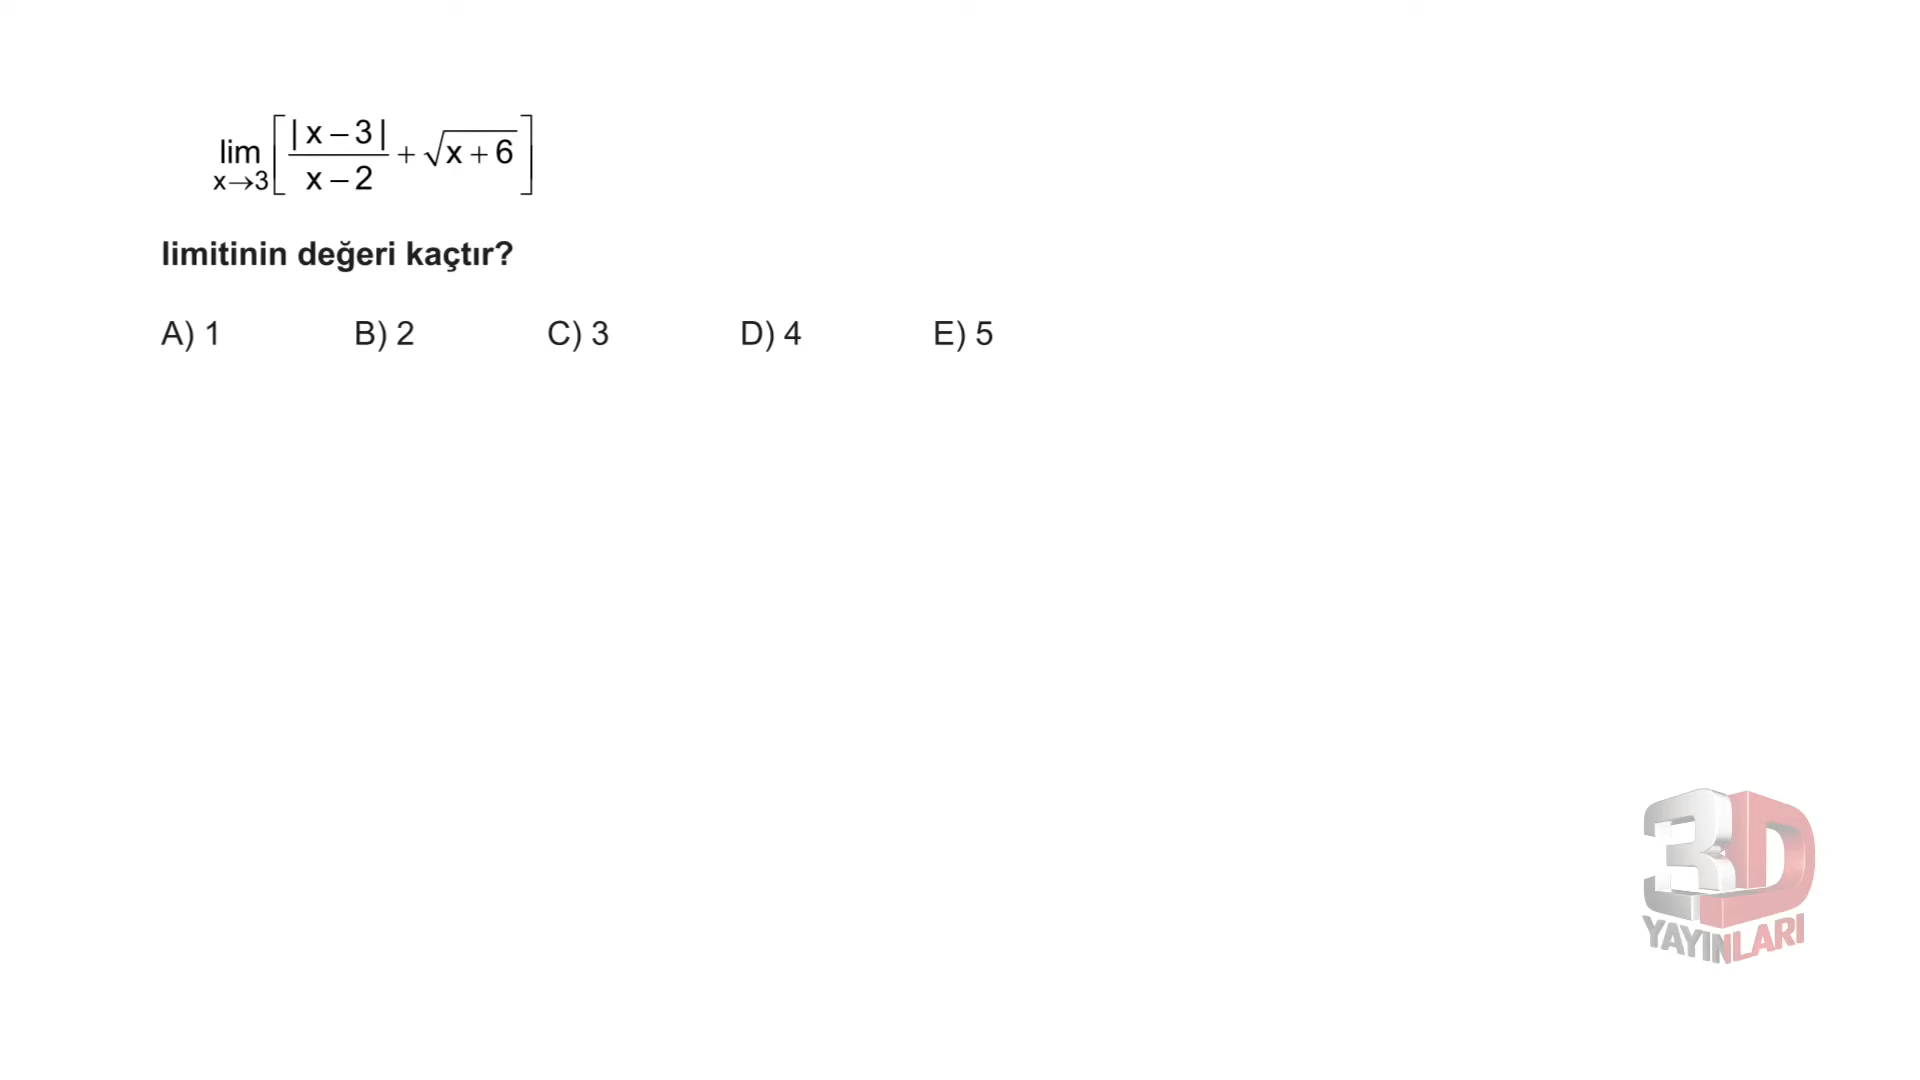 lim x→3 [ |x – 3| / x – 2 + √x + 6 ]
limitinin değeri kaçtır?
A) 1 B) 2 C) 3 D) 4 E) 5
3D
YAYINLARI